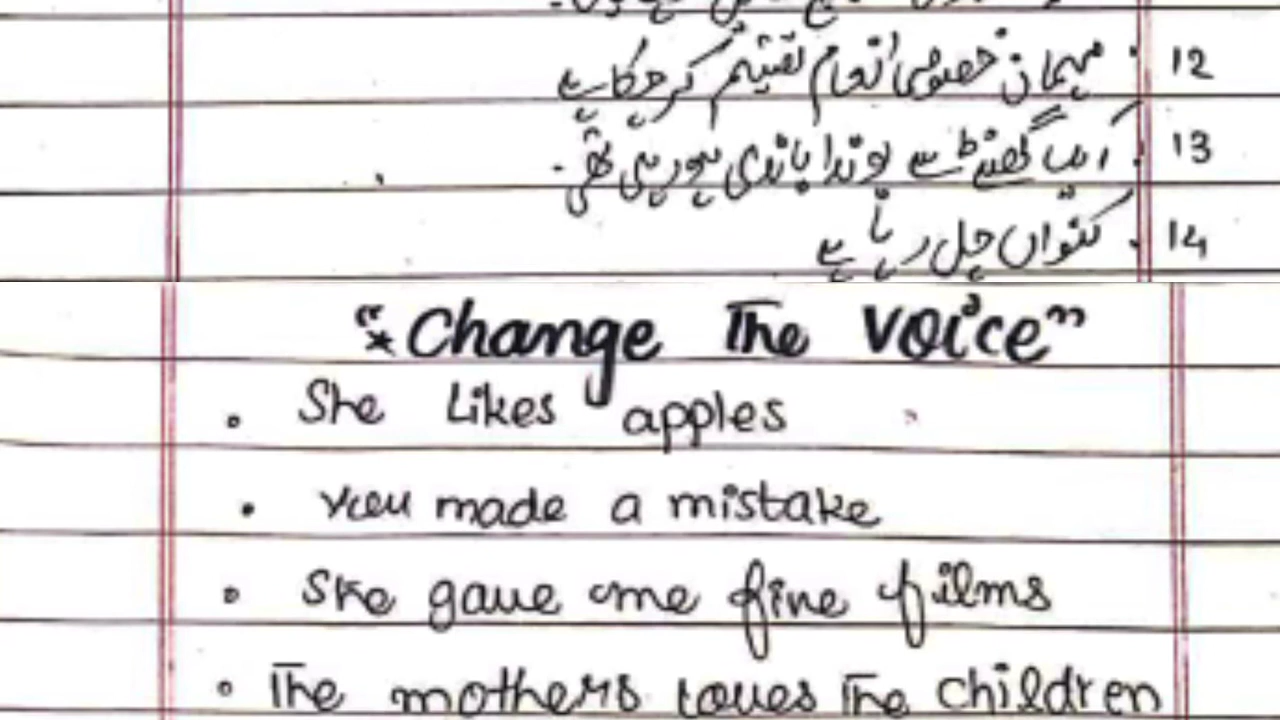 12 . مہمان خصوصی انعام تقسیم کر چکا ہے
13 . ایک گھنٹے سے بوندا باندی ہو رہی تھی ۔
14 . کنواں چل رہا ہے
"* Change The Voice"
• She Likes apples
• You made a mistake
• She gave me five films
• The mothers loves The Children